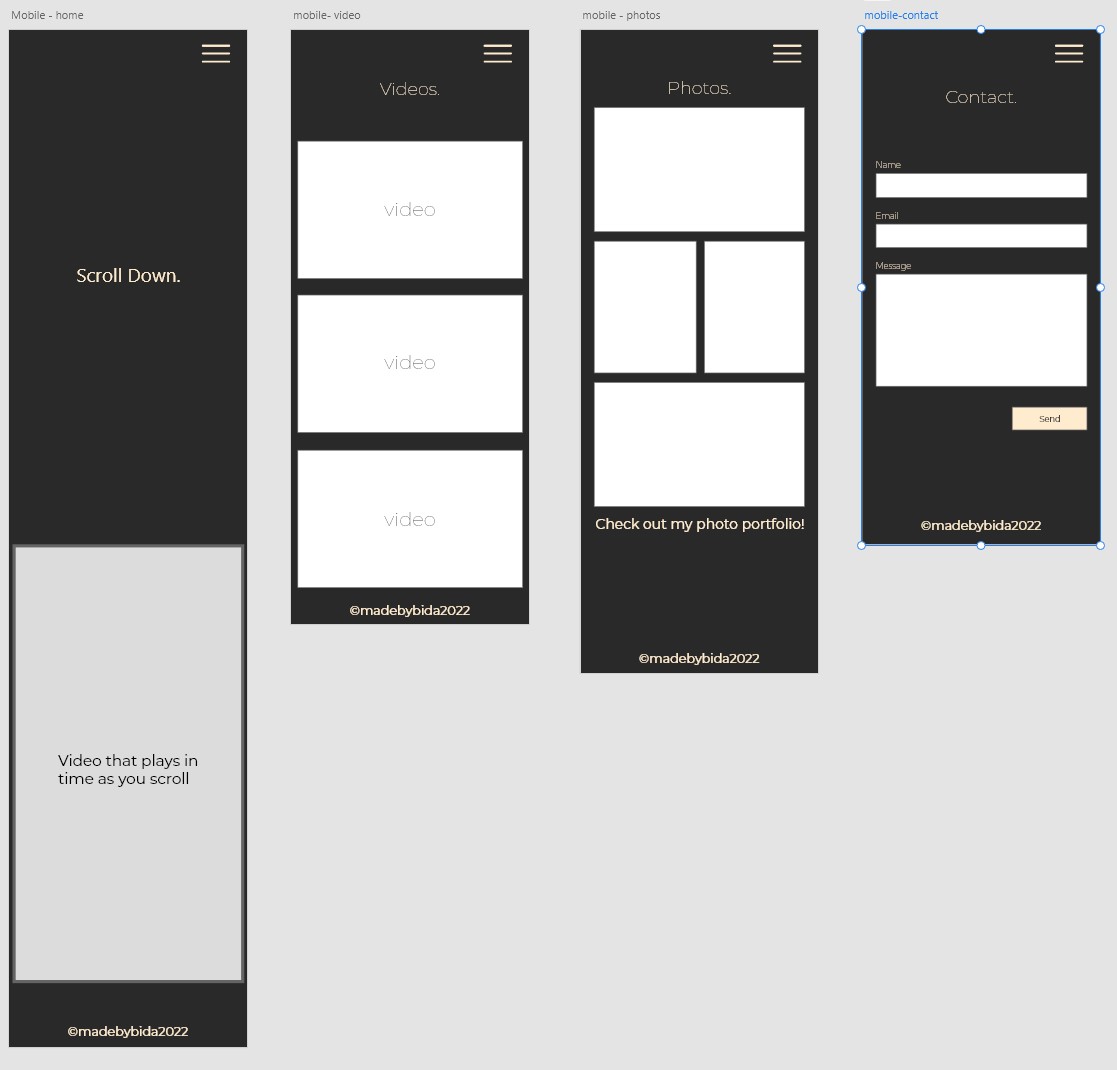 Mobile - home
Scroll Down.
Video that plays in
time as you scroll
©madebybida2022
mobile- video
Videos.
video
video
video
©madebybida2022
mobile - photos
Photos.
Check out my photo portfolio!
©madebybida2022
mobile-contact
Contact.
Name
Email
Message
Send
©madebybida2022